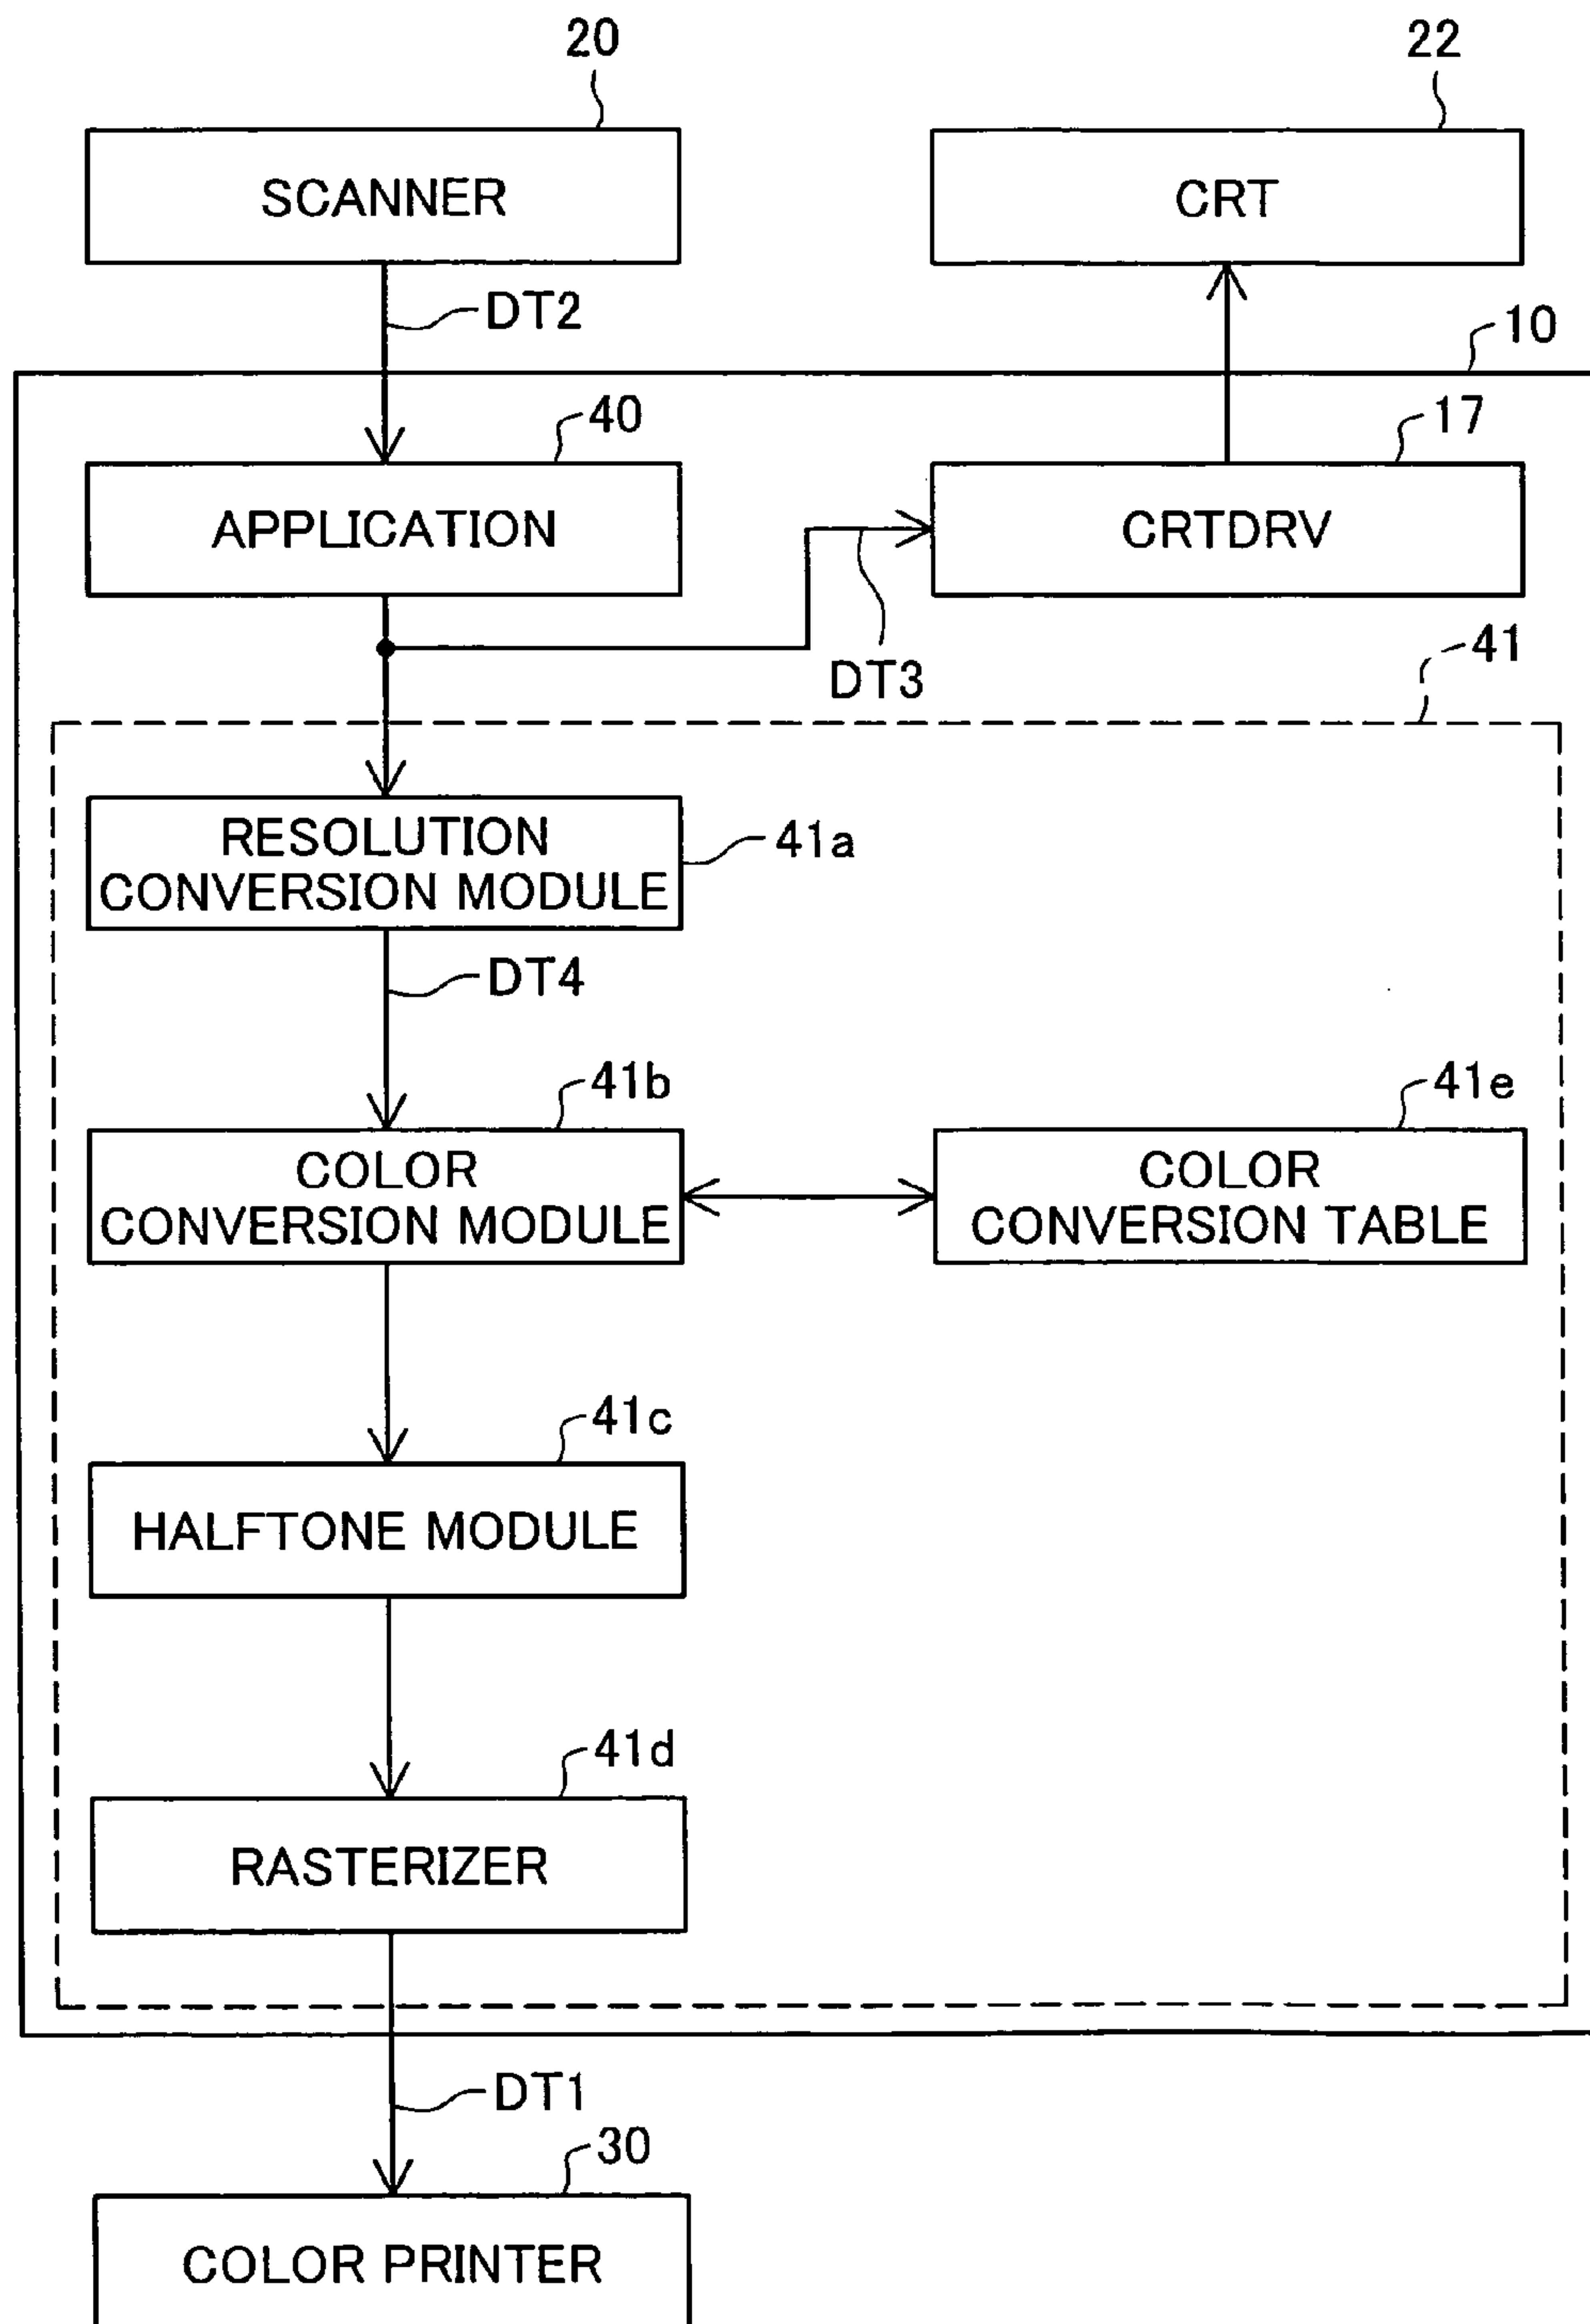 20
22
SCANNER
CRT
DT2
10
40
17
APPLICATION
CRTDRV
DT3
41
RESOLUTION
CONVERSION MODULE
41a
DT4
41b
41e
COLOR
CONVERSION MODULE
COLOR
CONVERSION TABLE
41c
HALFTONE MODULE
41d
RASTERIZER
DT1
30
COLOR PRINTER